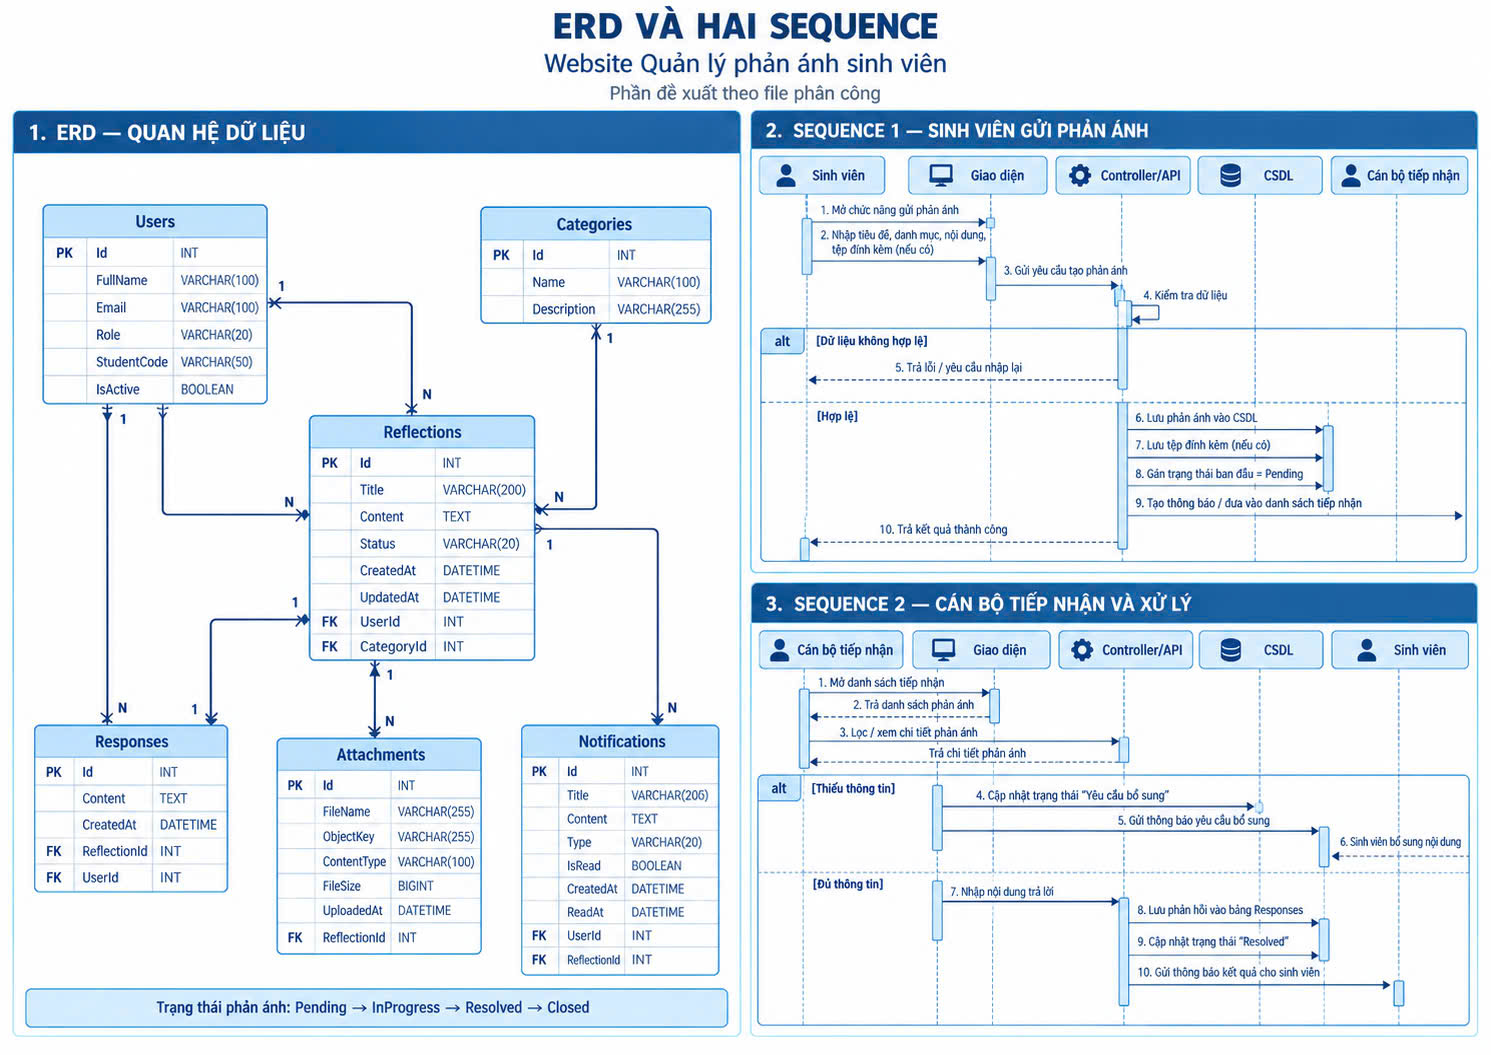 ERD VÀ HAI SEQUENCE
Website Quản lý phản ánh sinh viên
Phần đề xuất theo file phân công
1. ERD — QUAN HỆ DỮ LIỆU
Users
PK Id INT
FullName VARCHAR(100)
Email VARCHAR(100)
Role VARCHAR(20)
StudentCode VARCHAR(50)
IsActive BOOLEAN
Categories
PK Id INT
Name VARCHAR(100)
Description VARCHAR(255)
1
1
1
N
N
N
1
1
1
N
1
N
N
Reflections
PK Id INT
Title VARCHAR(200)
Content TEXT
Status VARCHAR(20)
CreatedAt DATETIME
UpdatedAt DATETIME
FK UserId INT
FK CategoryId INT
Responses
PK Id INT
Content TEXT
CreatedAt DATETIME
FK ReflectionId INT
FK UserId INT
Attachments
PK Id INT
FileName VARCHAR(255)
ObjectKey VARCHAR(255)
ContentType VARCHAR(100)
FileSize BIGINT
UploadedAt DATETIME
FK ReflectionId INT
Notifications
PK Id INT
Title VARCHAR(200)
Content TEXT
Type VARCHAR(20)
IsRead BOOLEAN
CreatedAt DATETIME
ReadAt DATETIME
FK UserId INT
FK ReflectionId INT
Trạng thái phản ánh: Pending → InProgress → Resolved → Closed
2. SEQUENCE 1 — SINH VIÊN GỬI PHẢN ÁNH
Sinh viên
Giao diện
Controller/API
CSDL
Cán bộ tiếp nhận
1. Mở chức năng gửi phản ánh
2. Nhập tiêu đề, danh mục, nội dung,
tệp đính kèm (nếu có)
3. Gửi yêu cầu tạo phản ánh
4. Kiểm tra dữ liệu
alt
[Dữ liệu không hợp lệ]
5. Trả lỗi / yêu cầu nhập lại
[Hợp lệ]
6. Lưu phản ánh vào CSDL
7. Lưu tệp đính kèm (nếu có)
8. Gán trạng thái ban đầu = Pending
9. Tạo thông báo / đưa vào danh sách tiếp nhận
10. Trả kết quả thành công
3. SEQUENCE 2 — CÁN BỘ TIẾP NHẬN VÀ XỬ LÝ
Cán bộ tiếp nhận
Giao diện
Controller/API
CSDL
Sinh viên
1. Mở danh sách tiếp nhận
2. Trả danh sách phản ánh
3. Lọc / xem chi tiết phản ánh
Trả chi tiết phản ánh
alt
[Thiếu thông tin]
4. Cập nhật trạng thái “Yêu cầu bổ sung”
5. Gửi thông báo yêu cầu bổ sung
6. Sinh viên bổ sung nội dung
[Đủ thông tin]
7. Nhập nội dung trả lời
8. Lưu phản hồi vào bảng Responses
9. Cập nhật trạng thái “Resolved”
10. Gửi thông báo kết quả cho sinh viên